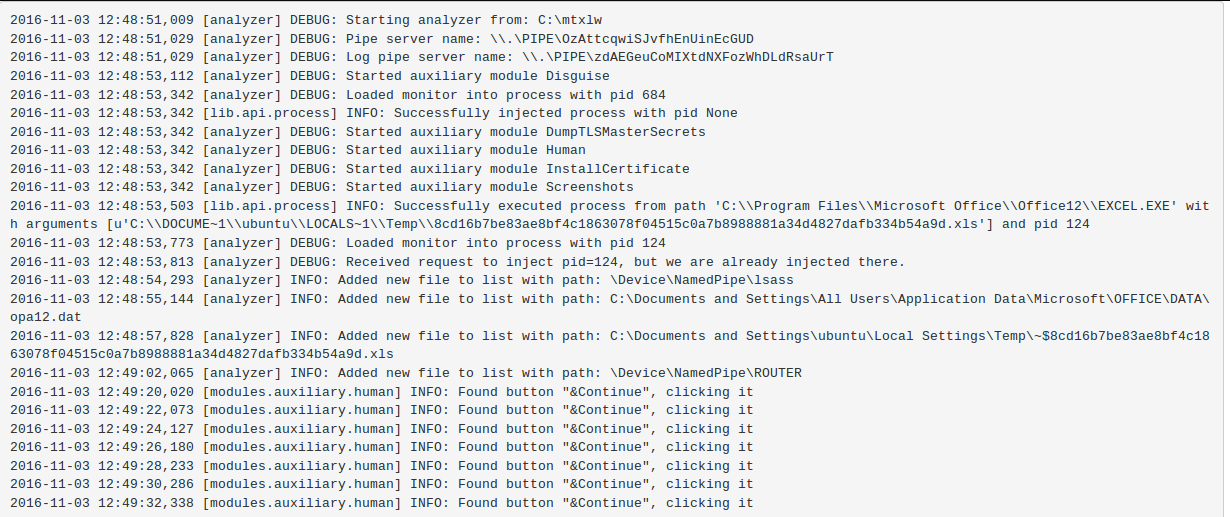 2016-11-03 12:48:51,009 [analyzer] DEBUG: Starting analyzer from: C:\mtxlw
2016-11-03 12:48:51,029 [analyzer] DEBUG: Pipe server name: \\.\PIPE\OzAttcqwiSJvfhEnUinEcGUD
2016-11-03 12:48:51,029 [analyzer] DEBUG: Log pipe server name: \\.\PIPE\zdAEGeuCoMIXtdNXFozWhDLdRsaUrT
2016-11-03 12:48:53,112 [analyzer] DEBUG: Started auxiliary module Disguise
2016-11-03 12:48:53,342 [analyzer] DEBUG: Loaded monitor into process with pid 684
2016-11-03 12:48:53,342 [lib.api.process] INFO: Successfully injected process with pid None
2016-11-03 12:48:53,342 [analyzer] DEBUG: Started auxiliary module DumpTLSMasterSecrets
2016-11-03 12:48:53,342 [analyzer] DEBUG: Started auxiliary module Human
2016-11-03 12:48:53,342 [analyzer] DEBUG: Started auxiliary module InstallCertificate
2016-11-03 12:48:53,342 [analyzer] DEBUG: Started auxiliary module Screenshots
2016-11-03 12:48:53,503 [lib.api.process] INFO: Successfully executed process from path 'C:\\Program Files\\Microsoft Office\\Office12\\EXCEL.EXE' wit
h arguments [u'C:\\DOCUME~1\\ubuntu\\LOCALS~1\\Temp\\8cd16b7be83ae8bf4c1863078f04515c0a7b8988881a34d4827dafb334b54a9d.xls'] and pid 124
2016-11-03 12:48:53,773 [analyzer] DEBUG: Loaded monitor into process with pid 124
2016-11-03 12:48:53,813 [analyzer] DEBUG: Received request to inject pid=124, but we are already injected there.
2016-11-03 12:48:54,293 [analyzer] INFO: Added new file to list with path: \Device\NamedPipe\lsass
2016-11-03 12:48:55,144 [analyzer] INFO: Added new file to list with path: C:\Documents and Settings\All Users\Application Data\Microsoft\OFFICE\DATA\
opa12.dat
2016-11-03 12:48:57,828 [analyzer] INFO: Added new file to list with path: C:\Documents and Settings\ubuntu\Local Settings\Temp\~$8cd16b7be83ae8bf4c18
63078f04515c0a7b8988881a34d4827dafb334b54a9d.xls
2016-11-03 12:49:02,065 [analyzer] INFO: Added new file to list with path: \Device\NamedPipe\ROUTER
2016-11-03 12:49:20,020 [modules.auxiliary.human] INFO: Found button "&Continue", clicking it
2016-11-03 12:49:22,073 [modules.auxiliary.human] INFO: Found button "&Continue", clicking it
2016-11-03 12:49:24,127 [modules.auxiliary.human] INFO: Found button "&Continue", clicking it
2016-11-03 12:49:26,180 [modules.auxiliary.human] INFO: Found button "&Continue", clicking it
2016-11-03 12:49:28,233 [modules.auxiliary.human] INFO: Found button "&Continue", clicking it
2016-11-03 12:49:30,286 [modules.auxiliary.human] INFO: Found button "&Continue", clicking it
2016-11-03 12:49:32,338 [modules.auxiliary.human] INFO: Found button "&Continue", clicking it